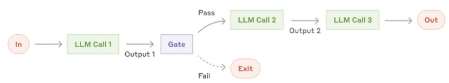 In
LLM Call 1
Output 1
Gate
Pass
Fail
LLM Call 2
Output 2
LLM Call 3
Out
Exit